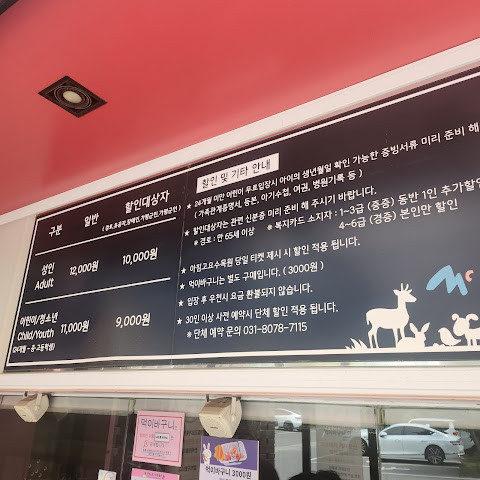 구분 일반 할인대상자
(경로,유공자,장애인,가평군민,가평군인)
성인
Adult
12,000원 10,000원
어린이/청소년
Child/Youth
(24개월 ~ 중·고등학생)
11,000원 9,000원
할인 및 기타 안내
★ 24개월 미만 어린이 무료입장시 아이의 생년월일 확인 가능한 증빙서류 미리 준비 해
( 가족관계증명서, 등본, 아기수첩, 여권, 병원기록 등 )
★ 할인대상자는 관련 신분증 미리 준비 해 주시기 바랍니다.
※ 경로 : 만 65세 이상 ※ 복지카드 소지자 : 1~3급 (중증) 동반 1인 추가할인
4~6급 (경증) 본인만 할인
★ 아침고요수목원 당일 티켓 제시 시 할인 적용 됩니다.
★ 먹이바구니는 별도 구매입니다. ( 3000원 )
★ 입장 후 우천시 요금 환불되지 않습니다.
★ 30인 이상 사전 예약시 단체 할인 적용 됩니다.
※ 단체 예약 문의 031-8078-7115
먹이바구니
먹이바구니 3000원